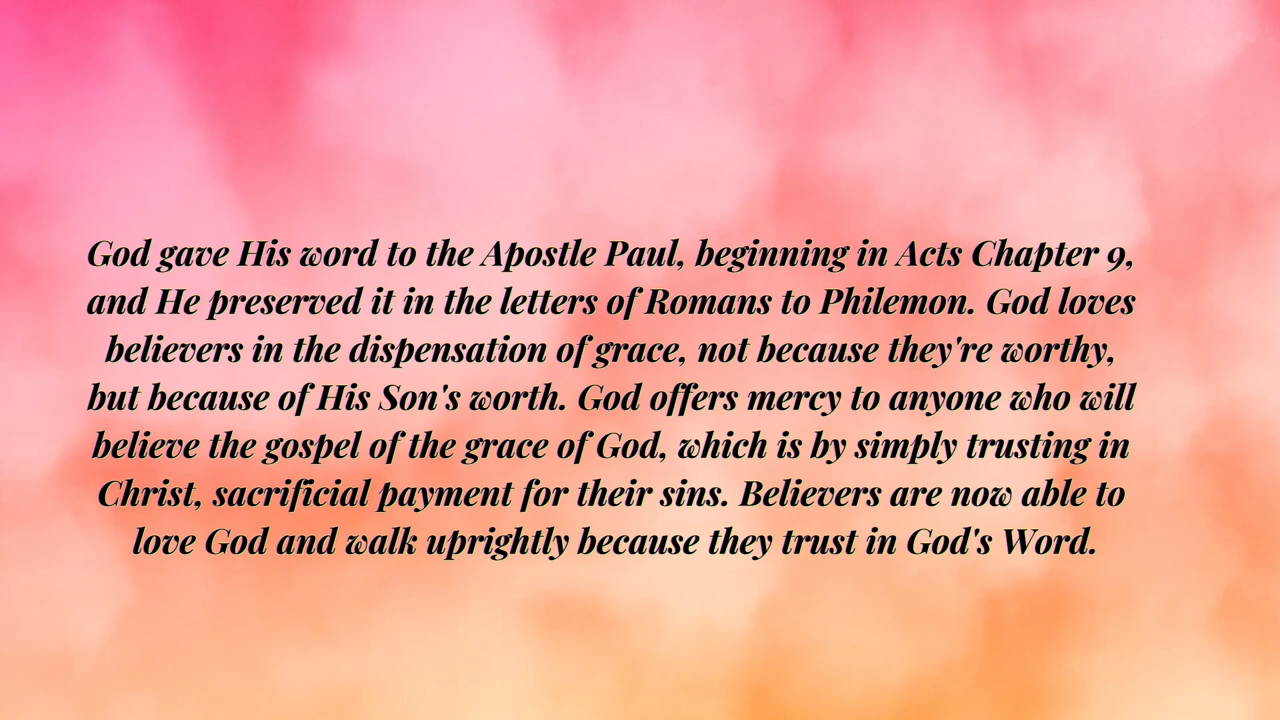 God gave His word to the Apostle Paul, beginning in Acts Chapter 9,
and He preserved it in the letters of Romans to Philemon. God loves
believers in the dispensation of grace, not because they're worthy,
but because of His Son's worth. God offers mercy to anyone who will
believe the gospel of the grace of God, which is by simply trusting in
Christ, sacrificial payment for their sins. Believers are now able to
love God and walk uprightly because they trust in God's Word.